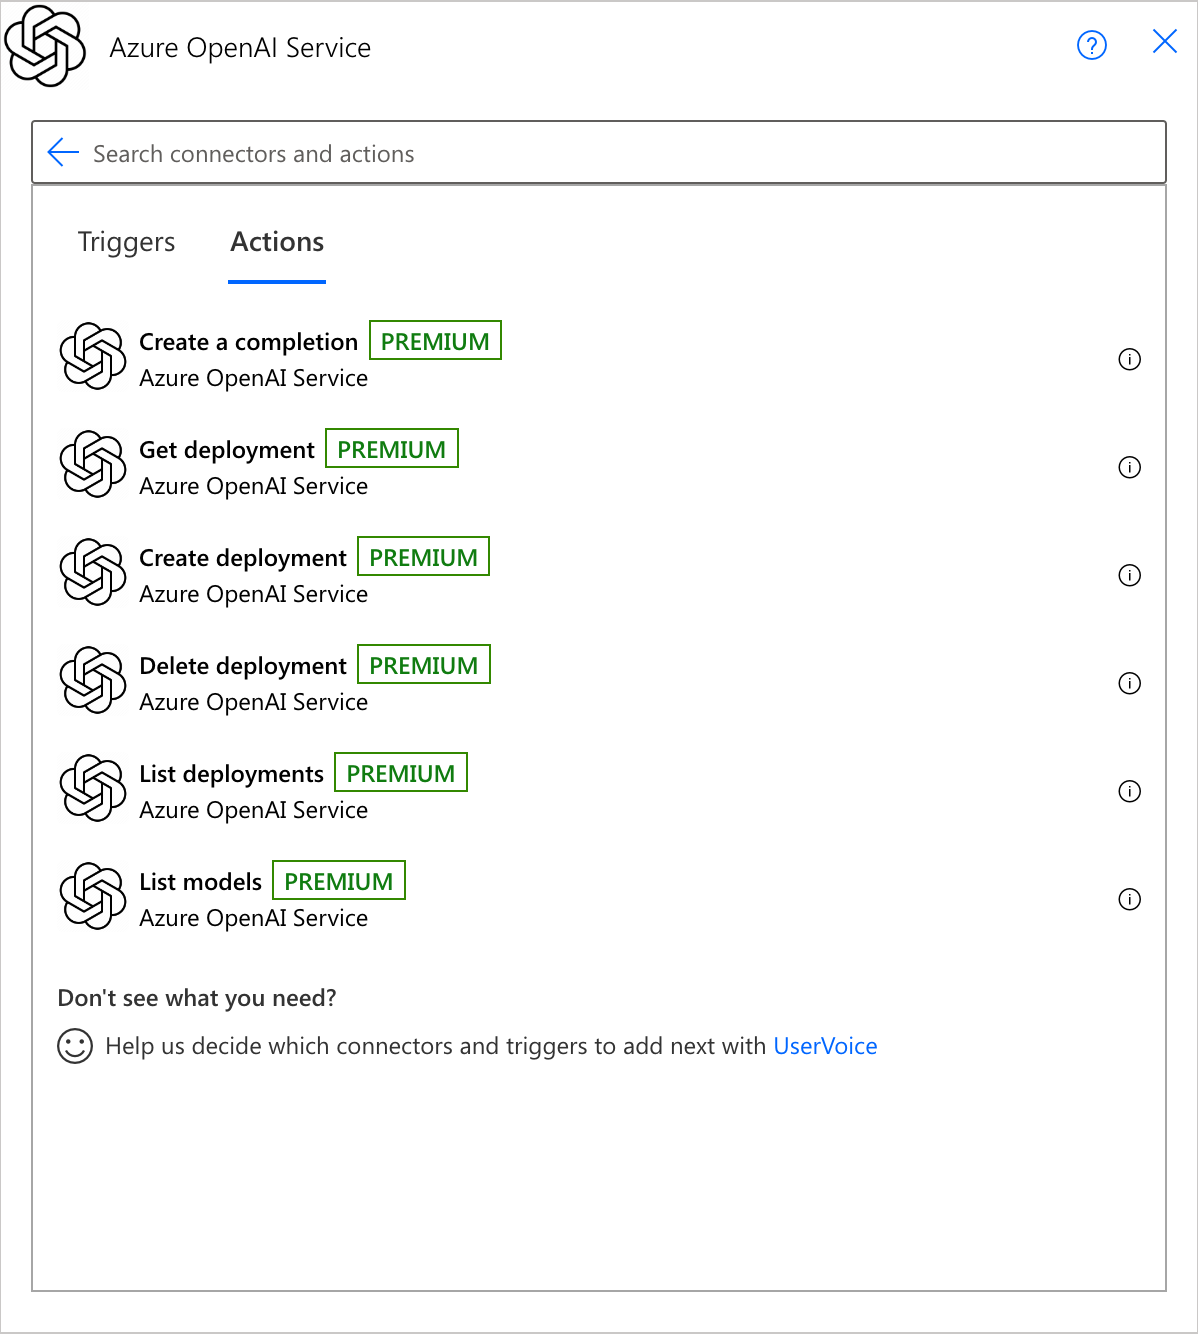 Azure OpenAI Service
Search connectors and actions
Triggers Actions
Create a completion PREMIUM
Azure OpenAI Service
Get deployment PREMIUM
Azure OpenAI Service
Create deployment PREMIUM
Azure OpenAI Service
Delete deployment PREMIUM
Azure OpenAI Service
List deployments PREMIUM
Azure OpenAI Service
List models PREMIUM
Azure OpenAI Service
Don't see what you need?
Help us decide which connectors and triggers to add next with UserVoice